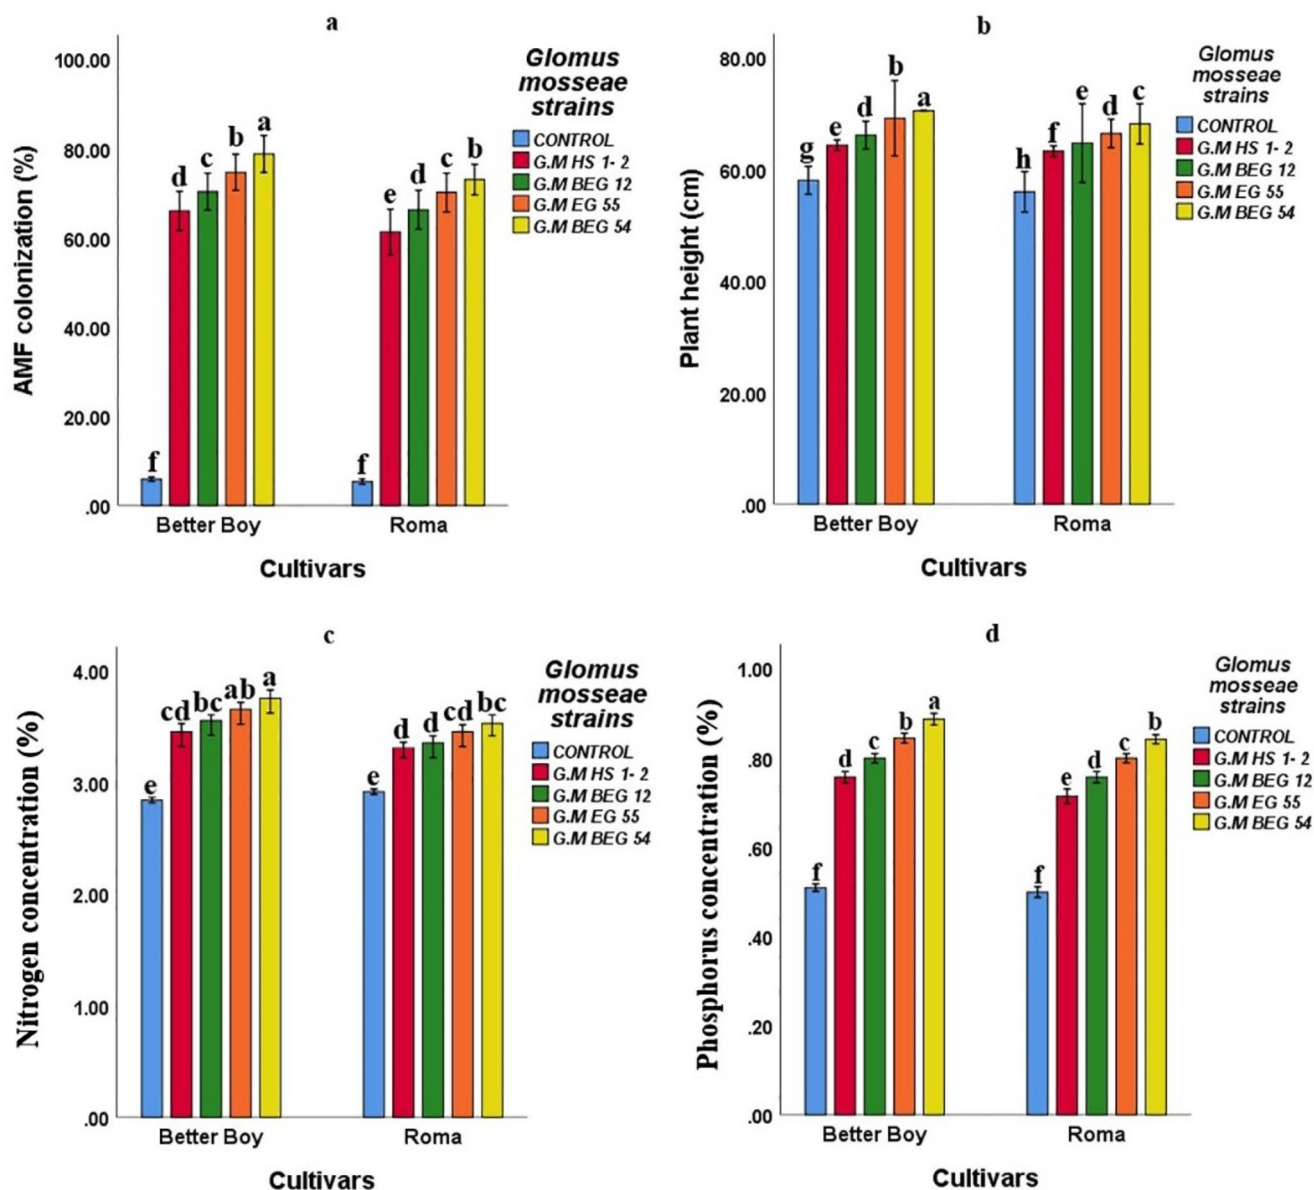 a
AMF colonization (%)
100.00
80.00
60.00
40.00
20.00
.00
f
d
c
b
a
f
e
d
c
b
Better Boy
Roma
Cultivars
Glomus
mosseae
strains
CONTROL
G.M HS 1- 2
G.M BEG 12
G.M EG 55
G.M BEG 54
b
Plant height (cm)
80.00
60.00
40.00
20.00
.00
g
e
d
b
a
h
f
e
d
c
Better Boy
Roma
Cultivars
Glomus
mosseae
strains
CONTROL
G.M HS 1- 2
G.M BEG 12
G.M EG 55
G.M BEG 54
c
Nitrogen concentration (%)
4.00
3.00
2.00
1.00
.00
e
cd
bc
ab
a
e
d
d
cd
bc
Better Boy
Roma
Cultivars
Glomus
mosseae
strains
CONTROL
G.M HS 1- 2
G.M BEG 12
G.M EG 55
G.M BEG 54
d
Phosphorus concentration (%)
1.00
.80
.60
.40
.20
.00
f
d
c
b
a
f
e
d
c
b
Better Boy
Roma
Cultivars
Glomus
mosseae
strains
CONTROL
G.M HS 1- 2
G.M BEG 12
G.M EG 55
G.M BEG 54